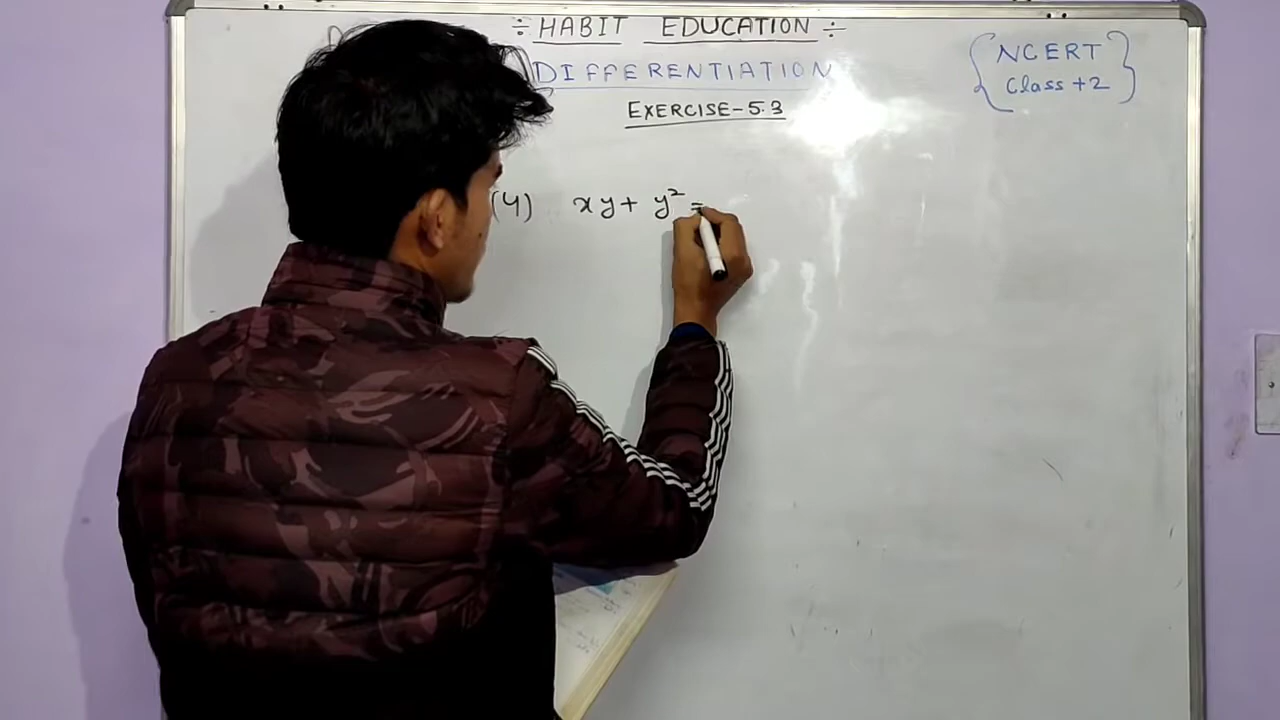 ÷ HABIT EDUCATION ÷
DIFFERENTIATION
{NCERT
Class +2}
EXERCISE-5.3
(4) xy + y² =